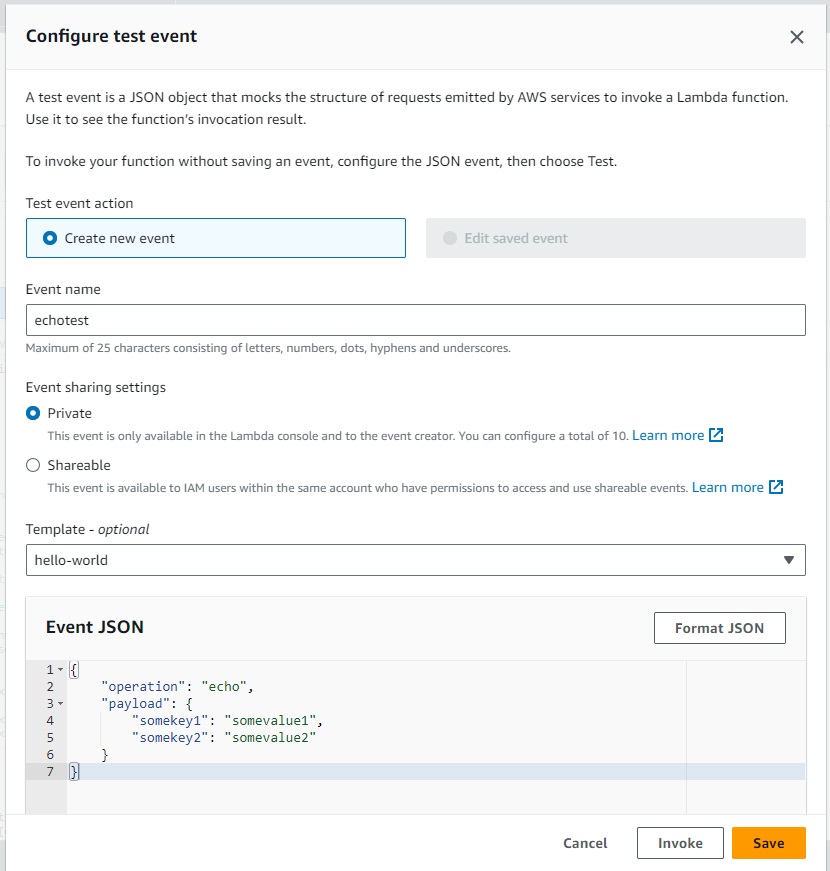 Configure test event
A test event is a JSON object that mocks the structure of requests emitted by AWS services to invoke a Lambda function.
Use it to see the function's invocation result.
To invoke your function without saving an event, configure the JSON event, then choose Test.
Test event action
Create new event
Edit saved event
Event name
echotest
Maximum of 25 characters consisting of letters, numbers, dots, hyphens and underscores.
Event sharing settings
Private
This event is only available in the Lambda console and to the event creator. You can configure a total of 10. Learn more
Shareable
This event is available to IAM users within the same account who have permissions to access and use shareable events. Learn more
Template - optional
hello-world
Event JSON
Format JSON
1 {
2 "operation": "echo",
3 "payload": {
4 "somekey1": "somevalue1",
5 "somekey2": "somevalue2"
6 }
7 }
Cancel
Invoke
Save